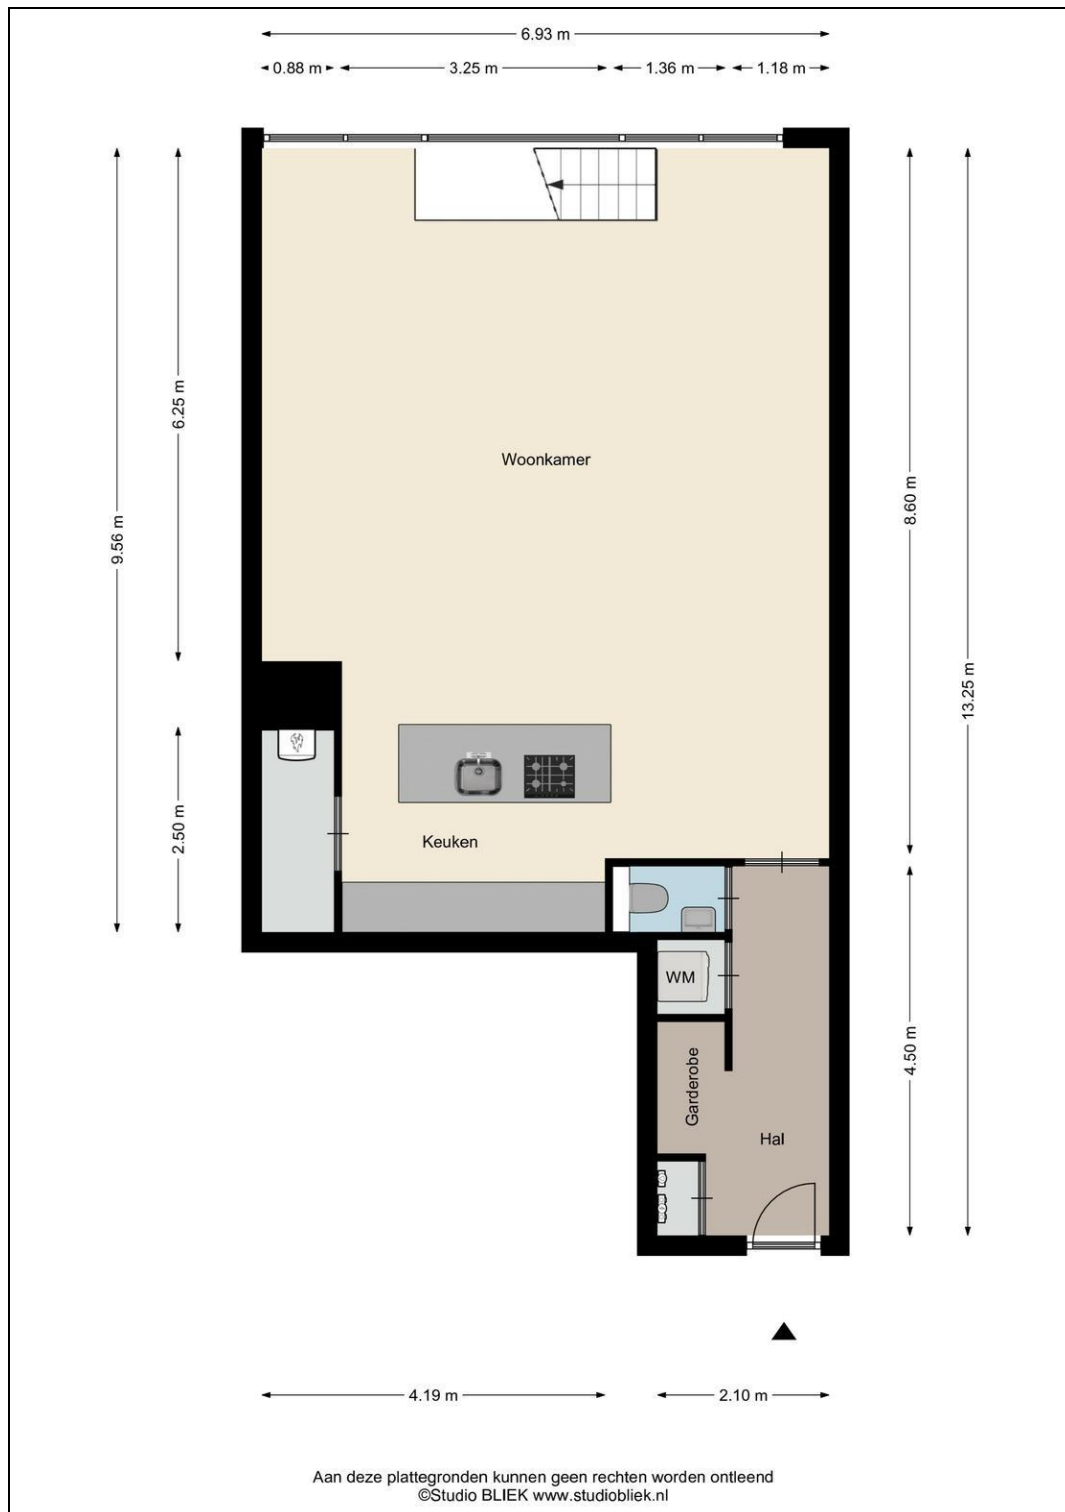 6.93 m
0.88 m
3.25 m
1.36 m
1.18 m
6.25 m
Woonkamer
8.60 m
9.56 m
13.25 m
2.50 m
Keuken
WM
4.50 m
Garderobe
Hal
4.19 m
2.10 m
Aan deze plattegronden kunnen geen rechten worden ontleend
©Studio BLIEK www.studiobliek.nl